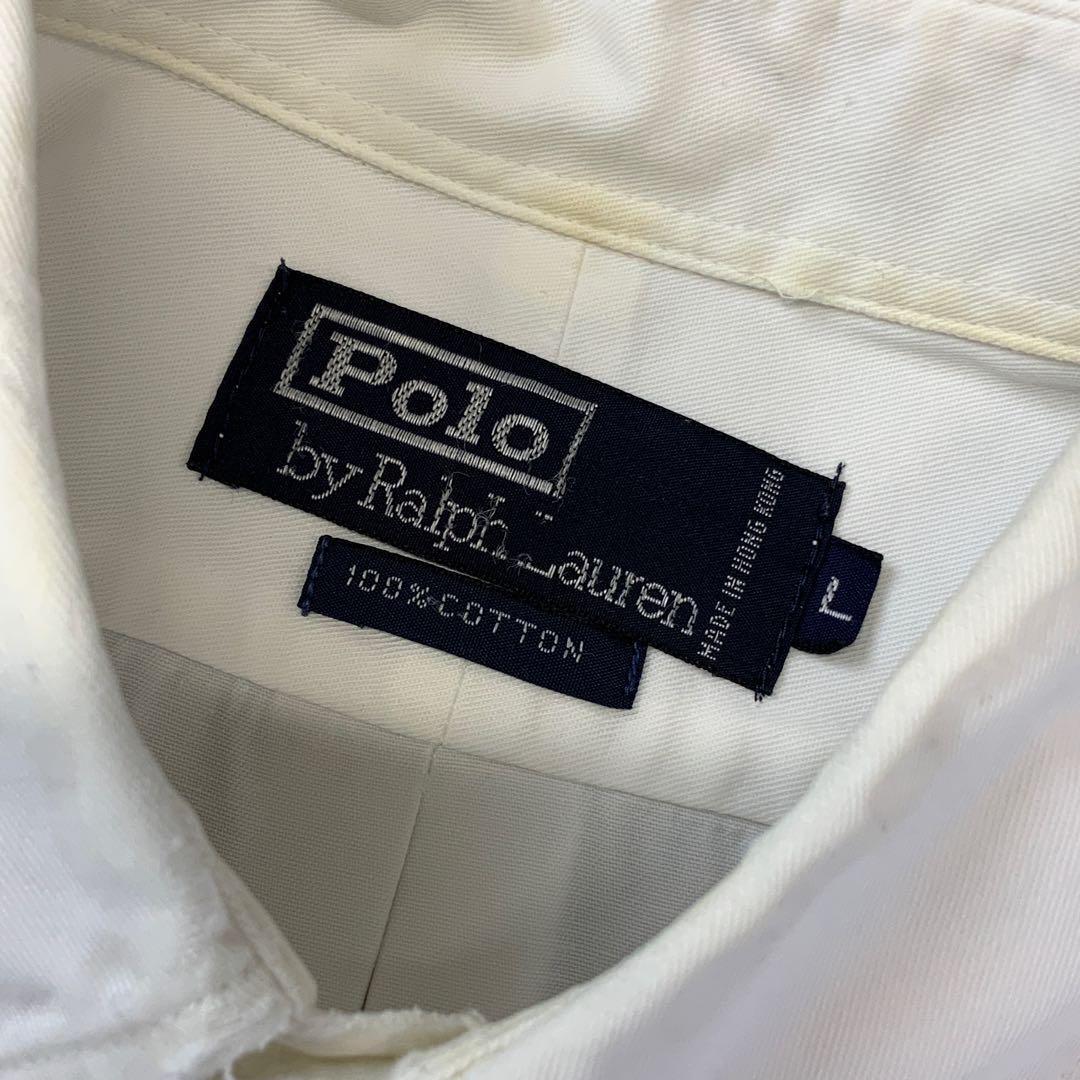 Polo
by Ralph Lauren
MADE IN HONG KONG
L
100% COTTON